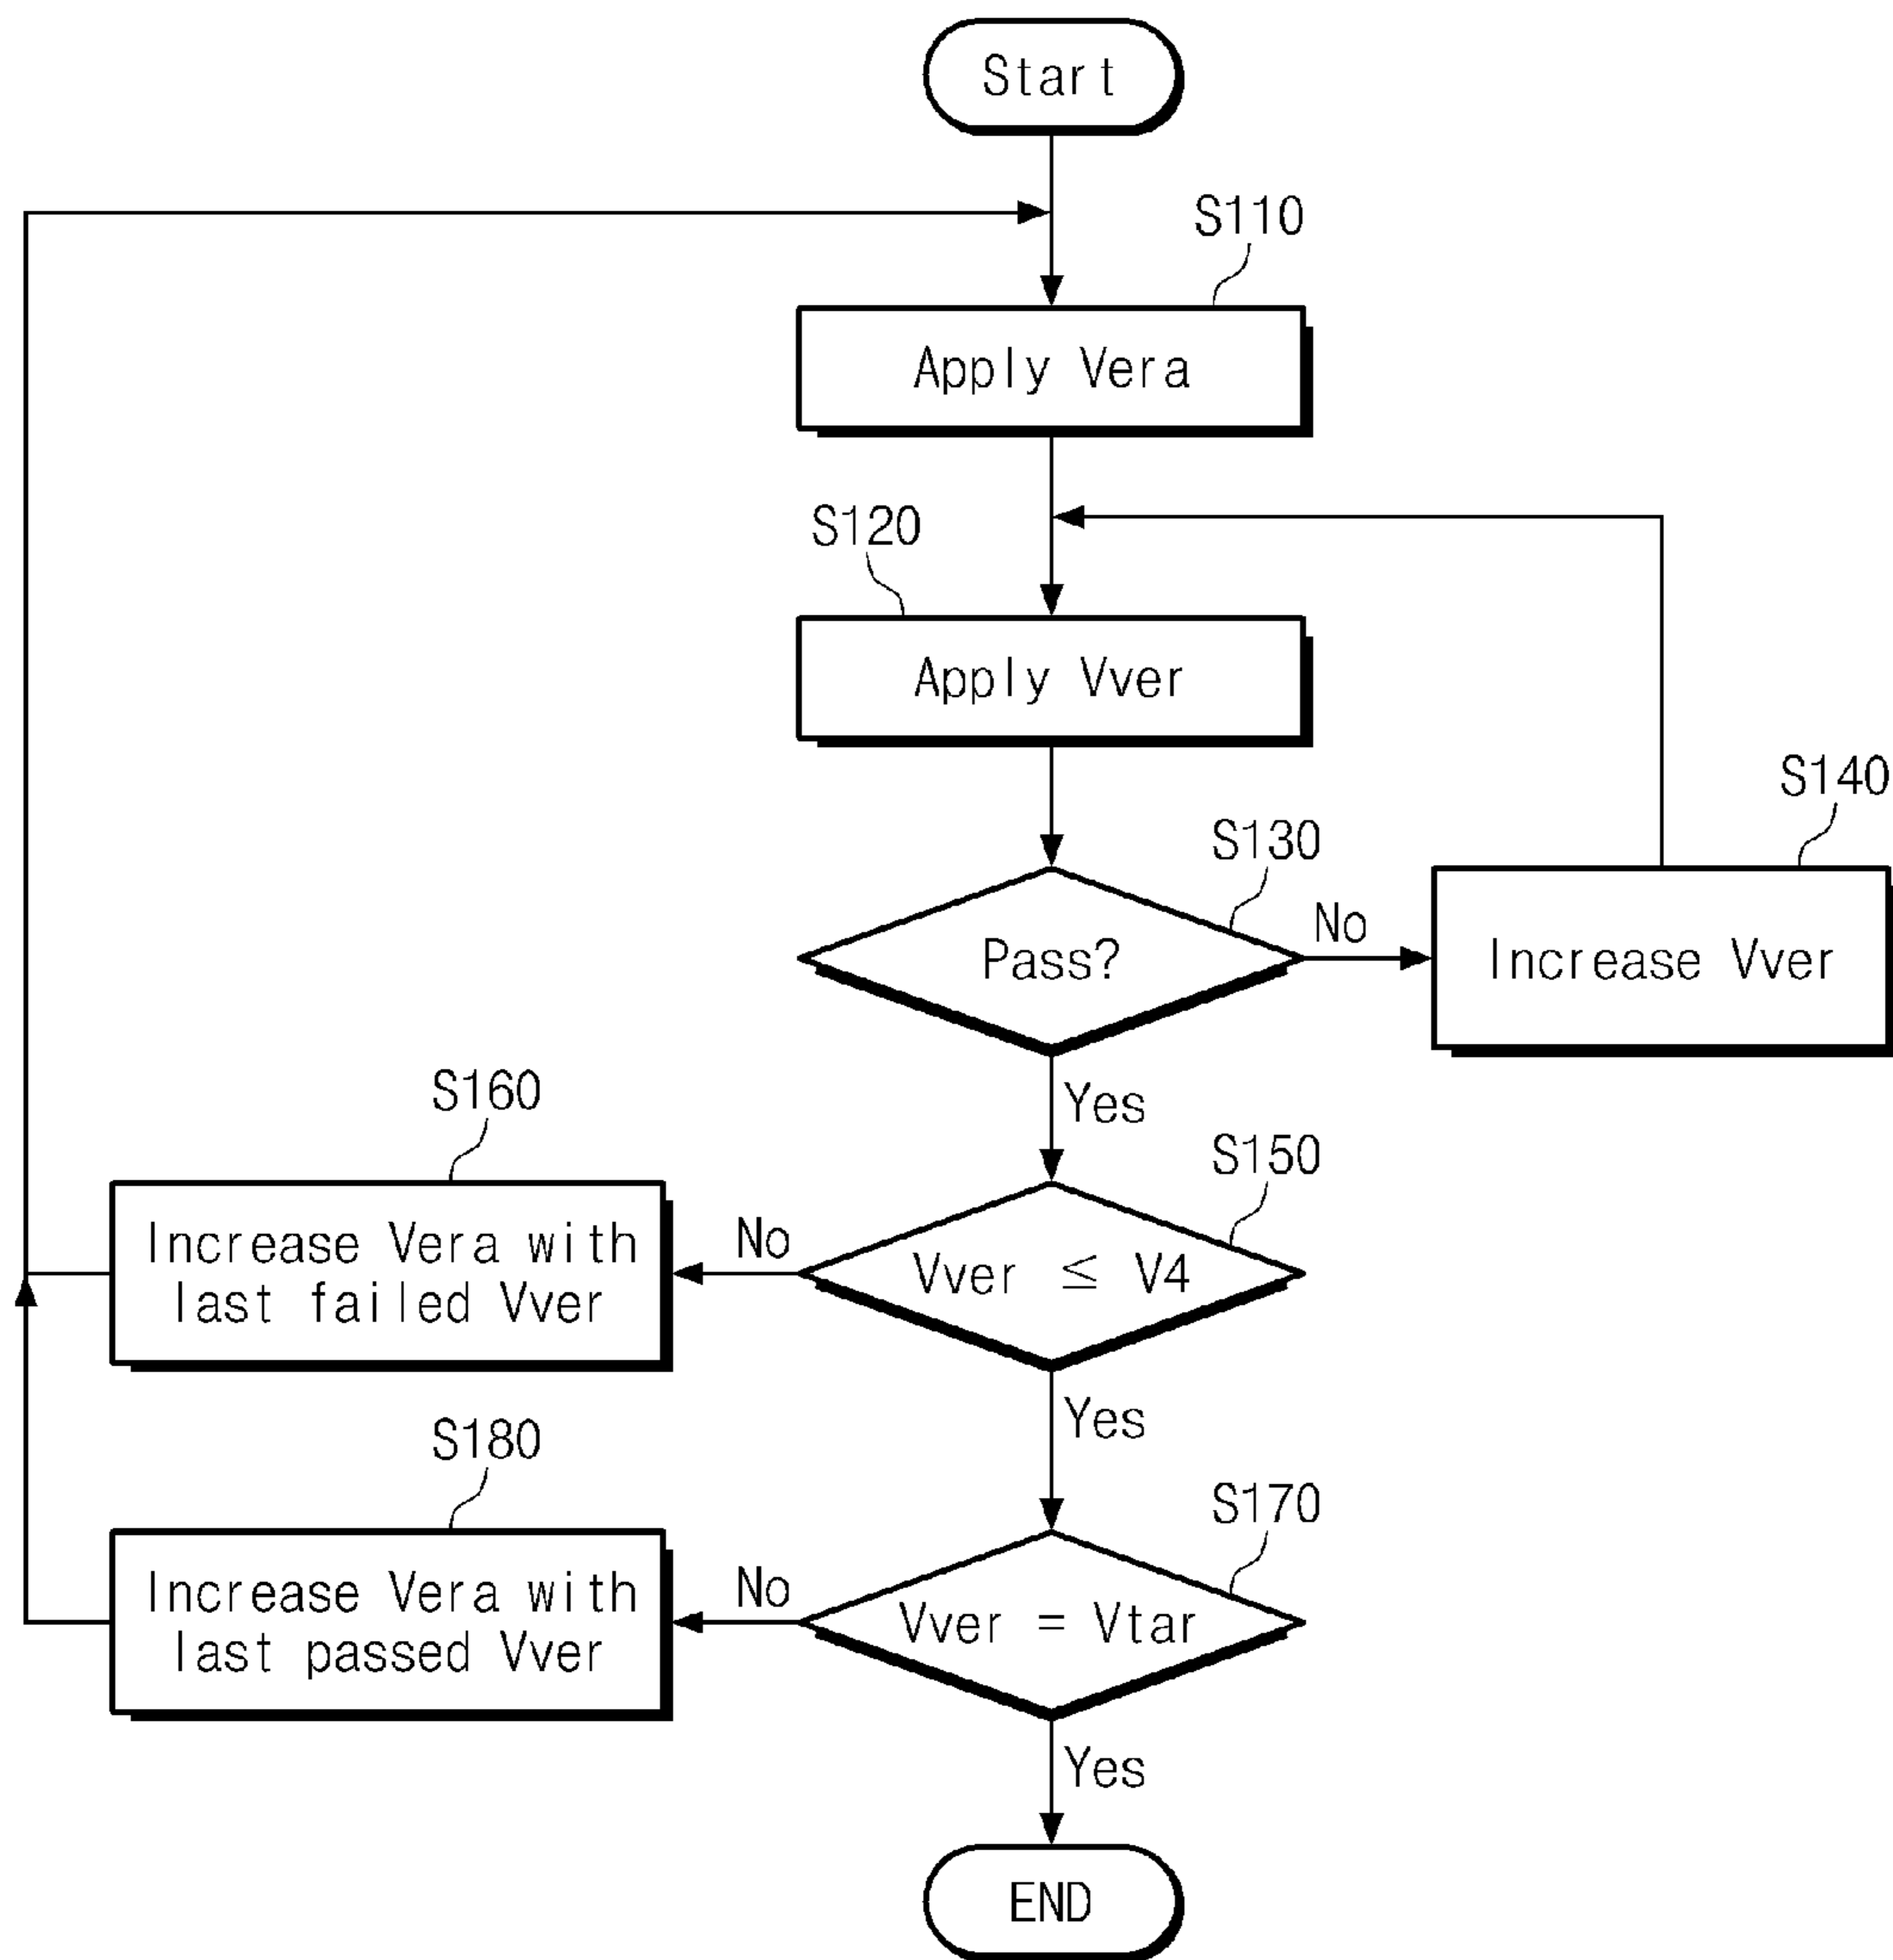 Start
S110
Apply Vera
S120
Apply Vver
S140
S130
Pass?
No
Increase Vver
Yes
S160
S150
Increase Vera with
last failed Vver
No
Vver ≤ V4
Yes
S180
S170
Increase Vera with
last passed Vver
No
Vver = Vtar
Yes
END